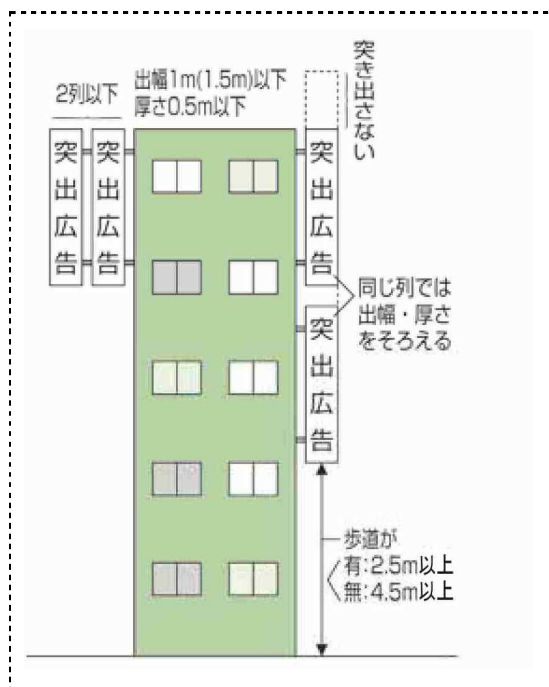 2列以下
出幅1m(1.5m)以下
厚さ0.5m以下
突き出さない
突出広告
突出広告
突出広告
同じ列では
出幅・厚さ
をそろえる
突出広告
歩道が
有:2.5m以上
無:4.5m以上